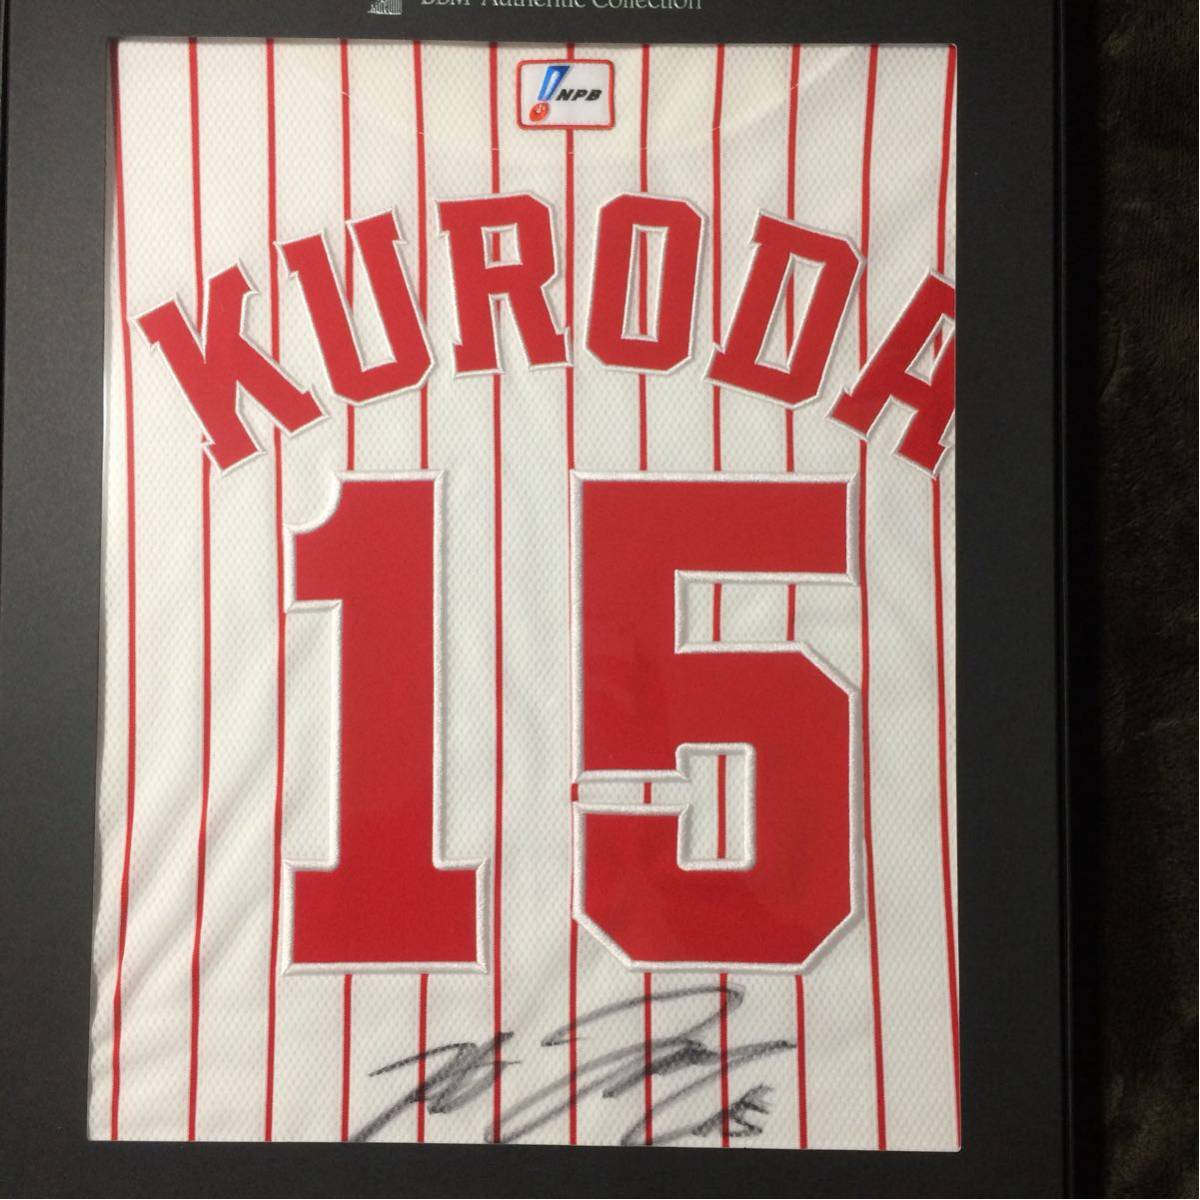 BBM Authentic Collection
NPB
KURODA
15